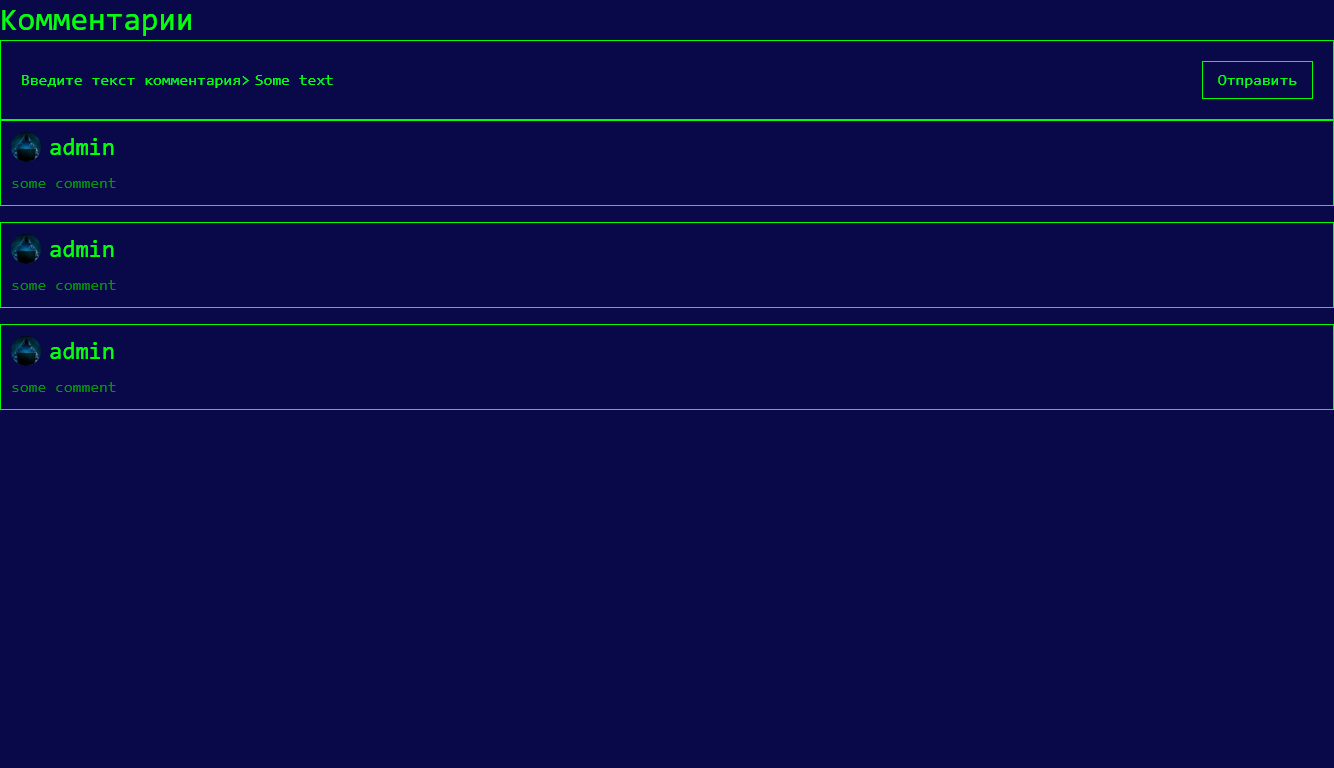 Комментарии
Введите текст комментария> Some text
Отправить
admin
some comment
admin
some comment
admin
some comment